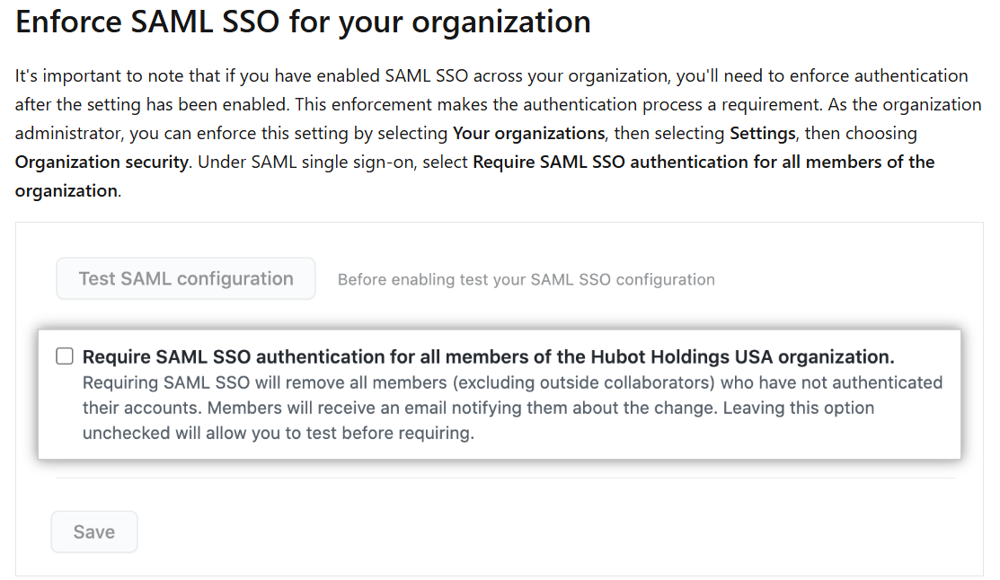 Enforce SAML SSO for your organization
It's important to note that if you have enabled SAML SSO across your organization, you'll need to enforce authentication
after the setting has been enabled. This enforcement makes the authentication process a requirement. As the organization
administrator, you can enforce this setting by selecting Your organizations, then selecting Settings, then choosing
Organization security. Under SAML single sign-on, select Require SAML SSO authentication for all members of the
organization.
Test SAML configuration Before enabling test your SAML SSO configuration
Require SAML SSO authentication for all members of the Hubot Holdings USA organization.
Requiring SAML SSO will remove all members (excluding outside collaborators) who have not authenticated
their accounts. Members will receive an email notifying them about the change. Leaving this option
unchecked will allow you to test before requiring.
Save